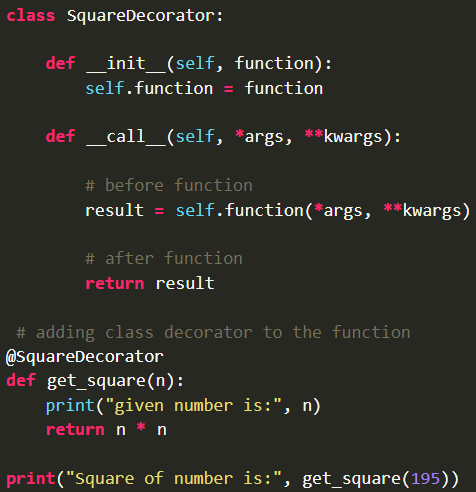 class SquareDecorator:
    def __init__(self, function):
        self.function = function
    def __call__(self, *args, **kwargs):
        # before function
        result = self.function(*args, **kwargs)
        # after function
        return result
 # adding class decorator to the function
@SquareDecorator
def get_square(n):
    print("given number is:", n)
    return n * n
print("Square of number is:", get_square(195))